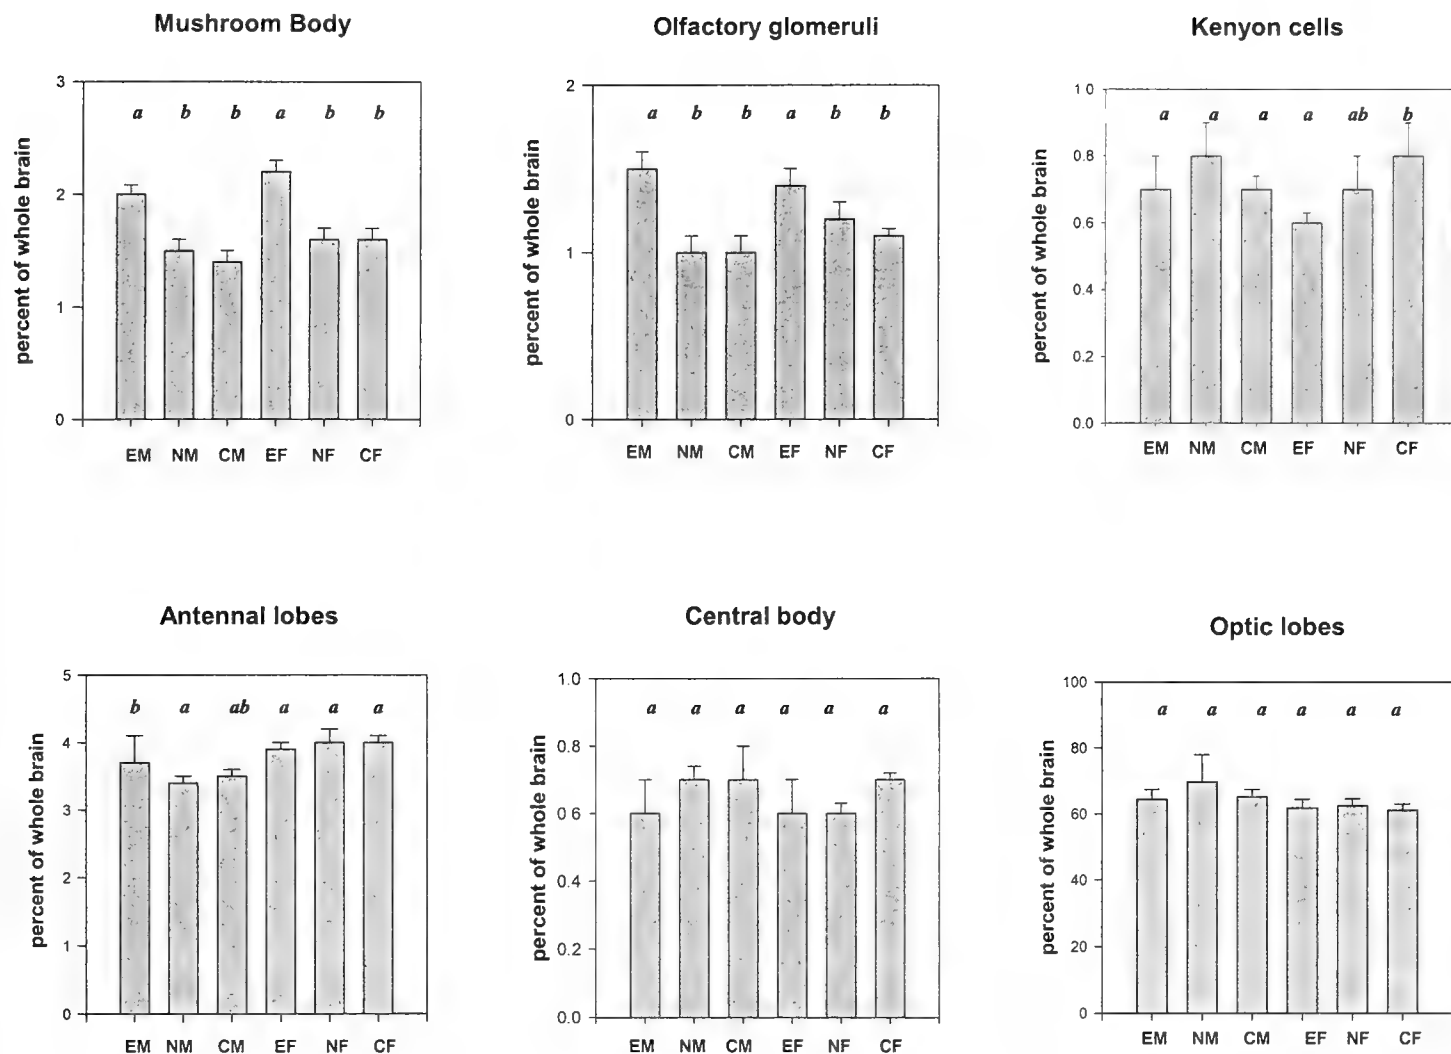 Mushroom Body
percent of whole brain
3
2
1
0
a b b a b b
EM NM CM EF NF CF
Olfactory glomeruli
percent of whole brain
2
1
0
a b b a b b
EM NM CM EF NF CF
Kenyon cells
percent of whole brain
1 0
0.8
0.6
0.4
0.2
0.0
a a a a ab b
EM NM CM EF NF CF
Antennal lobes
percent of whole brain
5
4
3
2
1
0
b a ab a a a
EM NM CM EF NF CF
Central body
percent of whole brain
1.0
0.8
0.6
0.4
0.2
0.0
a a a a a a
EM NM CM EF NF CF
Optic lobes
percent of whole brain
100
80
60
40
20
0
a a a a a a
EM NM CM EF NF CF